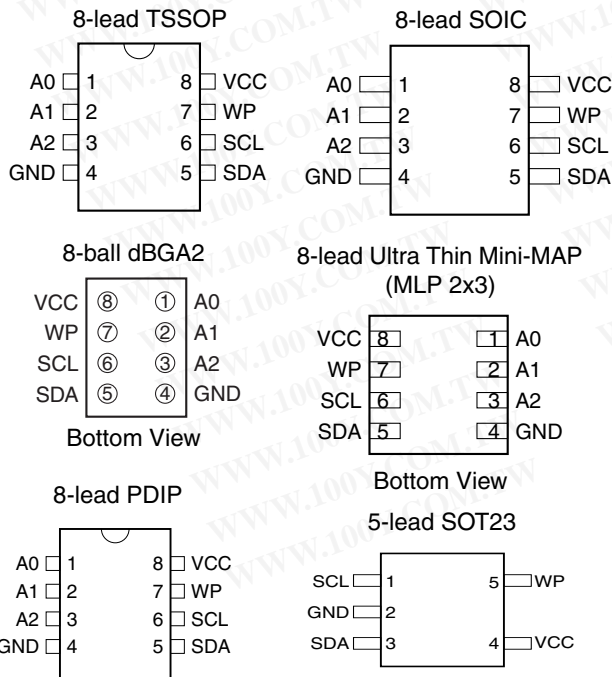 8-lead TSSOP
A0 1 8 VCC
A1 2 7 WP
A2 3 6 SCL
GND 4 5 SDA
8-lead SOIC
A0 1 8 VCC
A1 2 7 WP
A2 3 6 SCL
GND 4 5 SDA
8-ball dBGA2
VCC 8 1 A0
WP 7 2 A1
SCL 6 3 A2
SDA 5 4 GND
Bottom View
8-lead Ultra Thin Mini-MAP
(MLP 2x3)
VCC 8 1 A0
WP 7 2 A1
SCL 6 3 A2
SDA 5 4 GND
Bottom View
8-lead PDIP
A0 1 8 VCC
A1 2 7 WP
A2 3 6 SCL
GND 4 5 SDA
5-lead SOT23
SCL 1 5 WP
GND 2
SDA 3 4 VCC
WWW.100Y.COM.TW